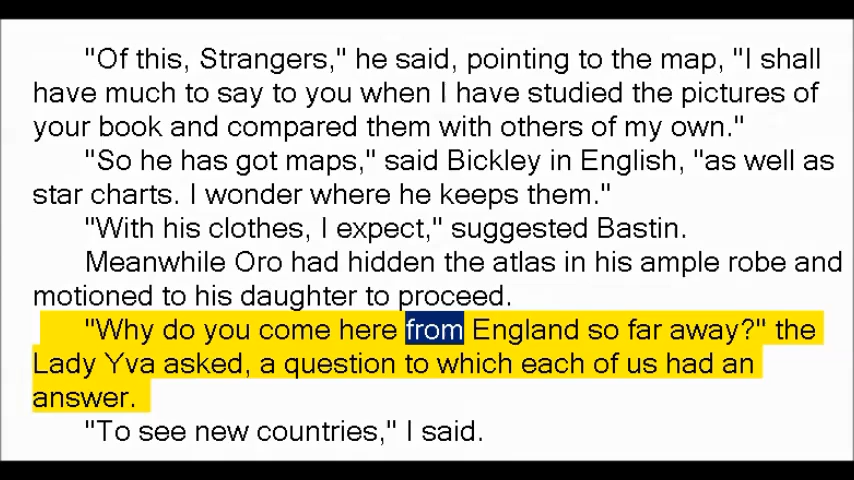 "Of this, Strangers," he said, pointing to the map, "I shall
have much to say to you when I have studied the pictures of
your book and compared them with others of my own."
"So he has got maps," said Bickley in English, "as well as
star charts. I wonder where he keeps them."
"With his clothes, I expect," suggested Bastin.
Meanwhile Oro had hidden the atlas in his ample robe and
motioned to his daughter to proceed.
"Why do you come here from England so far away?" the
Lady Yva asked, a question to which each of us had an
answer.
"To see new countries," I said.